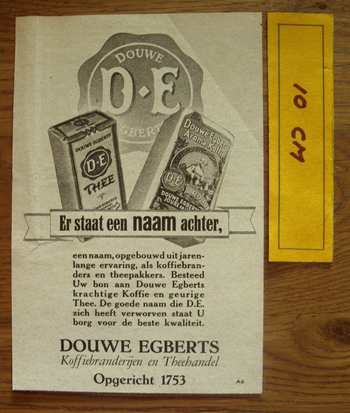 DOUWE
D·E
EGBERTS
DOUWE EGBERTS
D·E
THEE
Douwe Egberts
D·E
Er staat een naam achter,
een naam, opgebouwd uit jaren-
lange ervaring, als koffiebran-
ders en theepakkers. Besteed
Uw bon aan Douwe Egberts
krachtige Koffie en geurige
Thee. De goede naam die D.E.
zich heeft verworven staat U
borg voor de beste kwaliteit.
DOUWE EGBERTS
Koffiebranderijen en Theehandel
Opgericht 1753
A6
10 CM